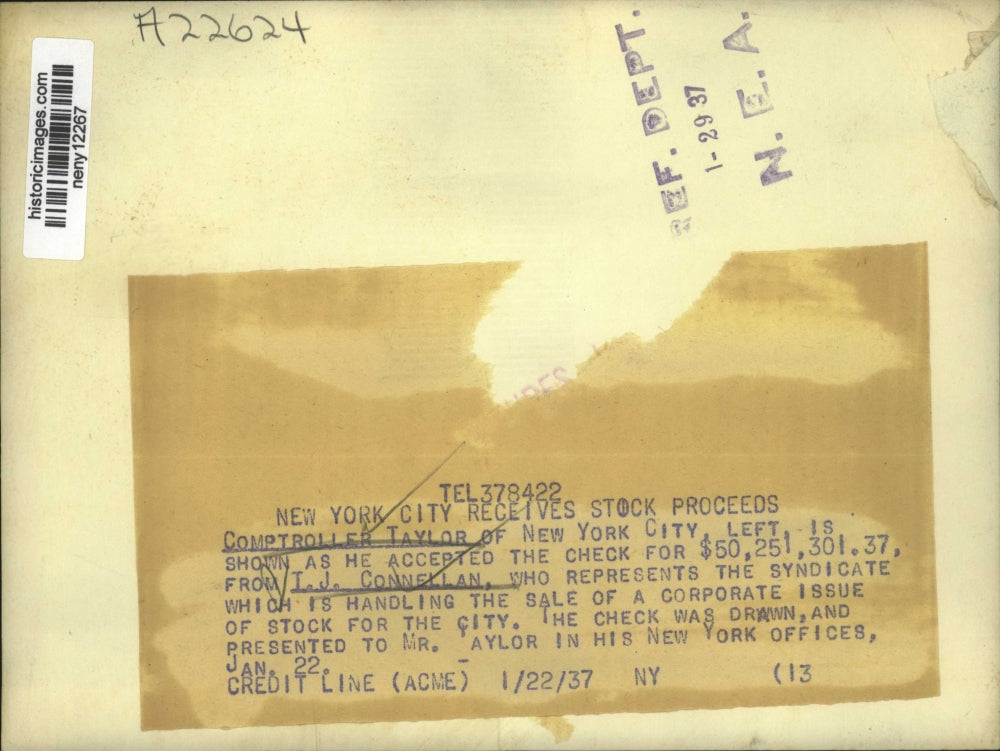 A22624
historicimages.com
neny12267
REF. DEPT.
1-29 37
N. E. A.
TEL378422
NEW YORK CITY RECEIVES STOCK PROCEEDS
COMPTROLLER TAYLOR OF NEW YORK CITY, LEFT, IS
SHOWN AS HE ACCEPTED THE CHECK FOR $50,251,301.37,
FROM T.J. CONNELLAN, WHO REPRESENTS THE SYNDICATE
WHICH IS HANDLING THE SALE OF A CORPORATE ISSUE
OF STOCK FOR THE CITY. THE CHECK WAS DRAWN, AND
PRESENTED TO MR. TAYLOR IN HIS NEW YORK OFFICES,
JAN. 22.
CREDIT LINE (ACME) 1/22/37 NY (13